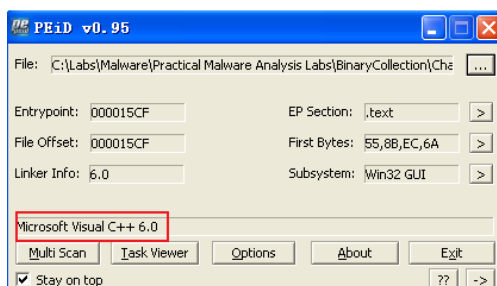 PEiD v0.95
File: C:\Labs\Malware\Practical Malware Analysis Labs\BinaryCollection\Cha ...
Entrypoint: 000015CF EP Section: .text >
File Offset: 000015CF First Bytes: 55,8B,EC,6A >
Linker Info: 6.0 Subsystem: Win32 GUI >
Microsoft Visual C++ 6.0
Multi Scan Task Viewer Options About Exit
Stay on top ?? ->